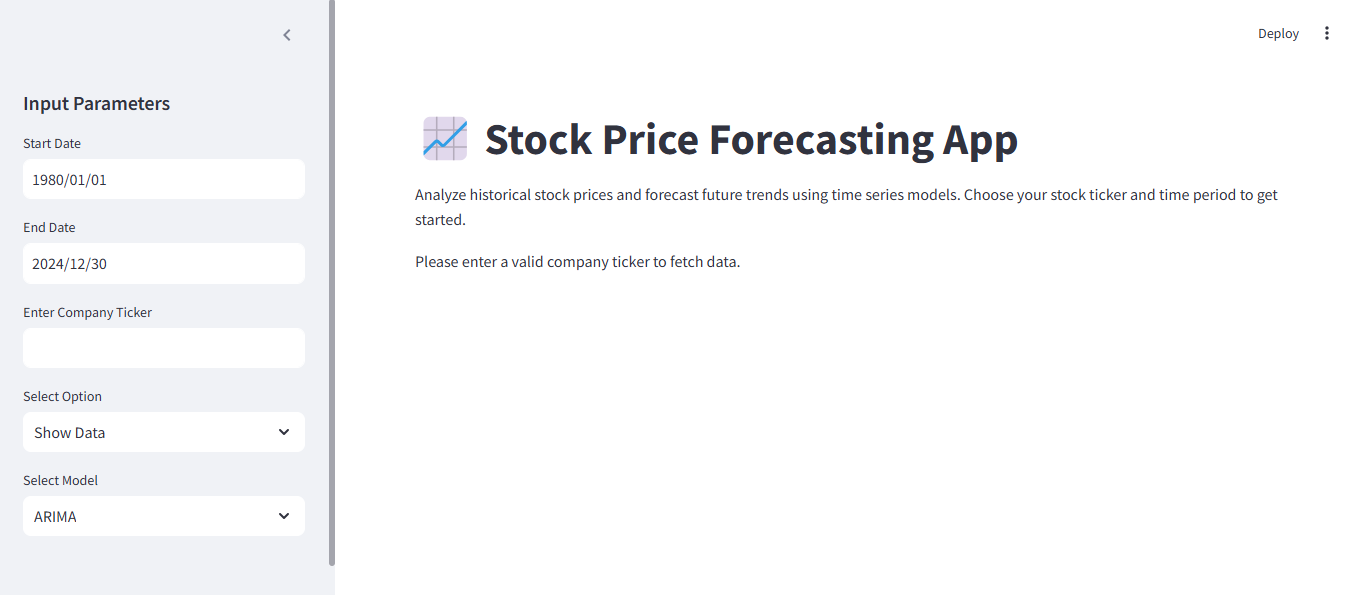 Deploy
Input Parameters
Start Date
1980/01/01
End Date
2024/12/30
Enter Company Ticker
Select Option
Show Data
Select Model
ARIMA
Stock Price Forecasting App
Analyze historical stock prices and forecast future trends using time series models. Choose your stock ticker and time period to get
started.
Please enter a valid company ticker to fetch data.